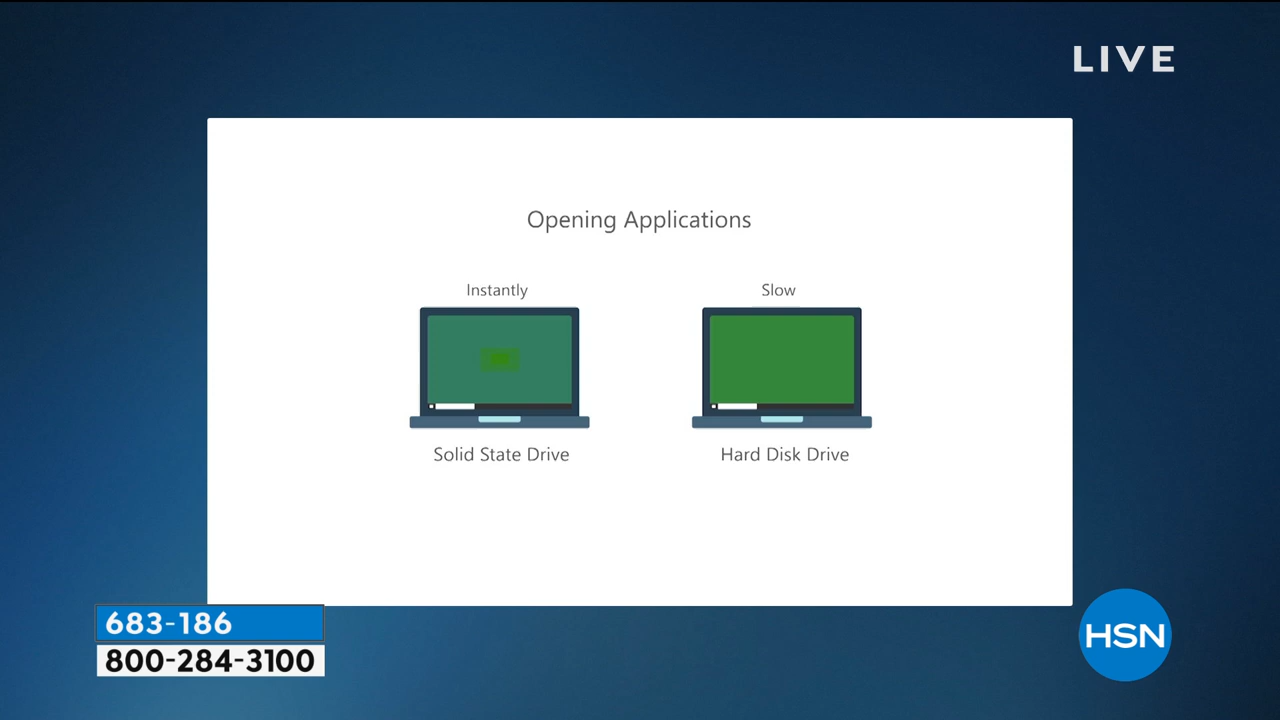 LIVE
Opening Applications
Instantly
Slow
Solid State Drive
Hard Disk Drive
683-186
800-284-3100
HSN